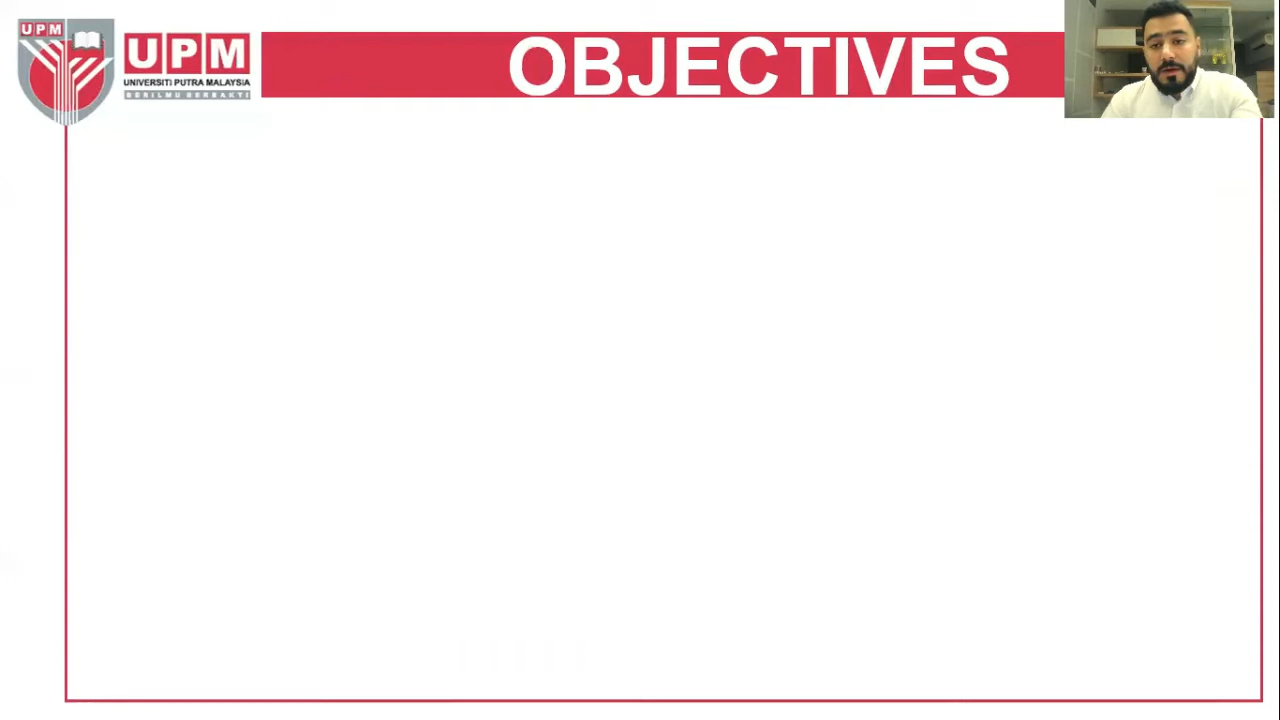 UPM
UPM
UNIVERSITI PUTRA MALAYSIA
BERILMU BERBAKTI
OBJECTIVES